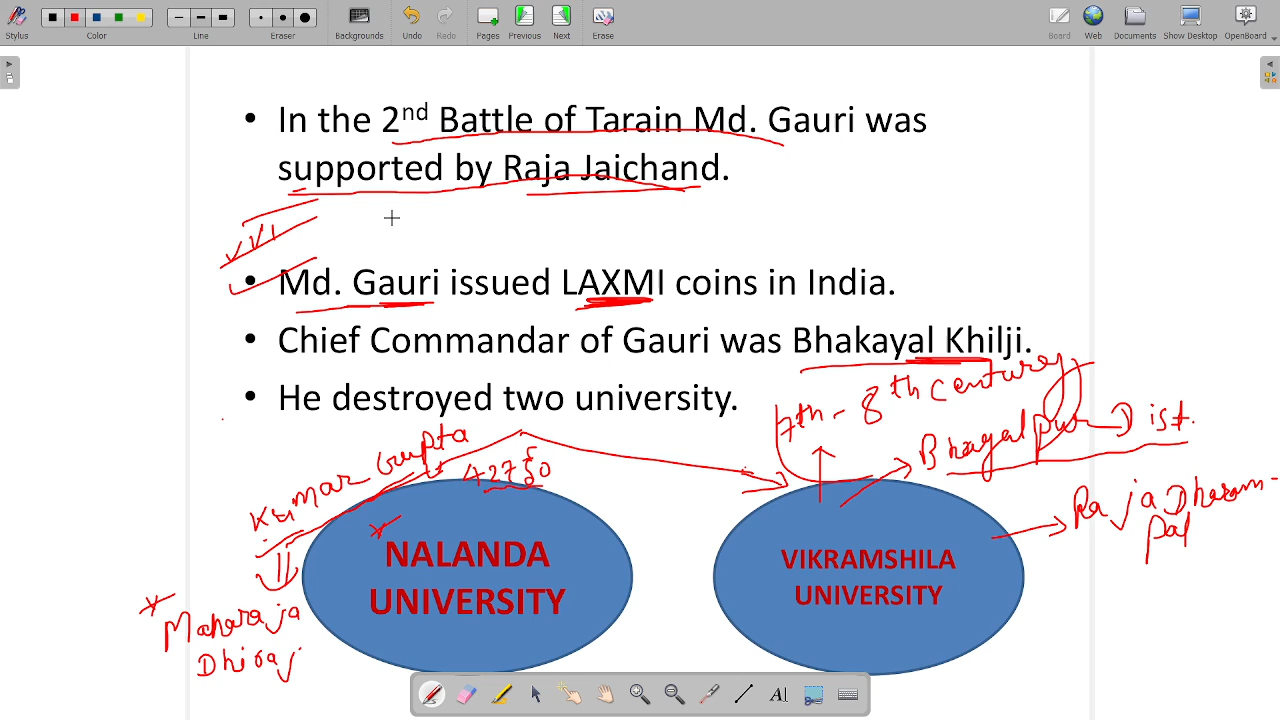 Stylus Color Line Eraser Backgrounds Undo Redo Pages Previous Next Erase Board Web Documents Show Desktop OpenBoard
• In the 2nd Battle of Tarain Md. Gauri was
supported by Raja Jaichand.
• Md. Gauri issued LAXMI coins in India.
• Chief Commandar of Gauri was Bhakayal Khilji.
• He destroyed two university.
7th - 8th century
Bhagalpur Dist.
Kumar Gupta
427
Raja Dharam-
pal
NALANDA
UNIVERSITY
VIKRAMSHILA
UNIVERSITY
Maharaja
Dhiraj
AI